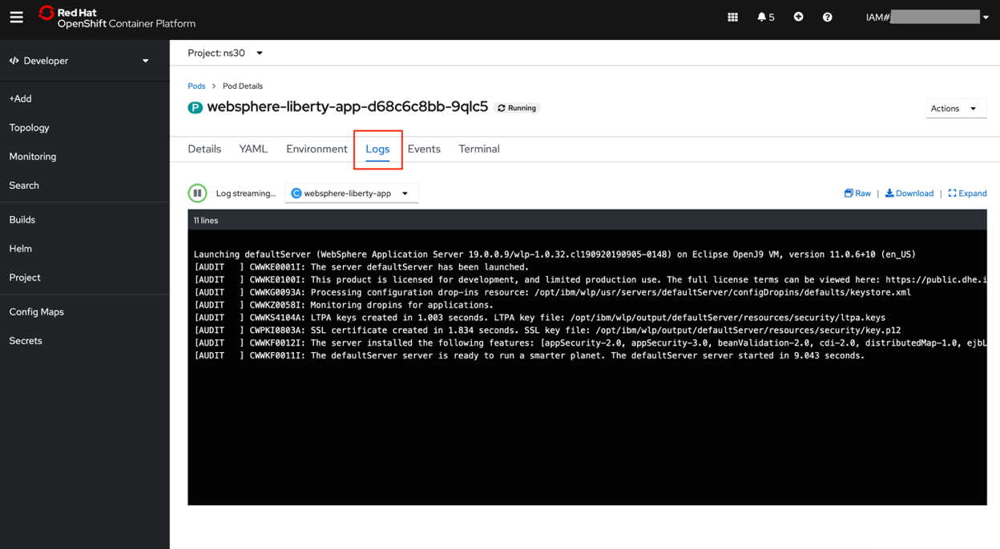 Red Hat
OpenShift Container Platform
5
IAM#
Developer
+Add
Topology
Monitoring
Search
Builds
Helm
Project
Config Maps
Secrets
Project: ns30
Pods > Pod Details
P websphere-liberty-app-d68c6c8bb-9qlc5 Running
Actions
Details YAML Environment Logs Events Terminal
Log streaming... C websphere-liberty-app
Raw | Download | Expand
11 lines
Launching defaultServer (WebSphere Application Server 19.0.0.9/wlp-1.0.32.cl190920190905-0148) on Eclipse OpenJ9 VM, version 11.0.6+10 (en_US)
[AUDIT   ] CWWKE0001I: The server defaultServer has been launched.
[AUDIT   ] CWWKE0100I: This product is licensed for development, and limited production use. The full license terms can be viewed here: https://public.dhe.i
[AUDIT   ] CWWKG0093A: Processing configuration drop-ins resource: /opt/ibm/wlp/usr/servers/defaultServer/configDropins/defaults/keystore.xml
[AUDIT   ] CWWKZ0058I: Monitoring dropins for applications.
[AUDIT   ] CWWKS4104A: LTPA keys created in 1.003 seconds. LTPA key file: /opt/ibm/wlp/output/defaultServer/resources/security/ltpa.keys
[AUDIT   ] CWPKI0803A: SSL certificate created in 1.834 seconds. SSL key file: /opt/ibm/wlp/output/defaultServer/resources/security/key.p12
[AUDIT   ] CWWKF0012I: The server installed the following features: [appSecurity-2.0, appSecurity-3.0, beanValidation-2.0, cdi-2.0, distributedMap-1.0, ejbL
[AUDIT   ] CWWKF0011I: The defaultServer server is ready to run a smarter planet. The defaultServer server started in 9.043 seconds.